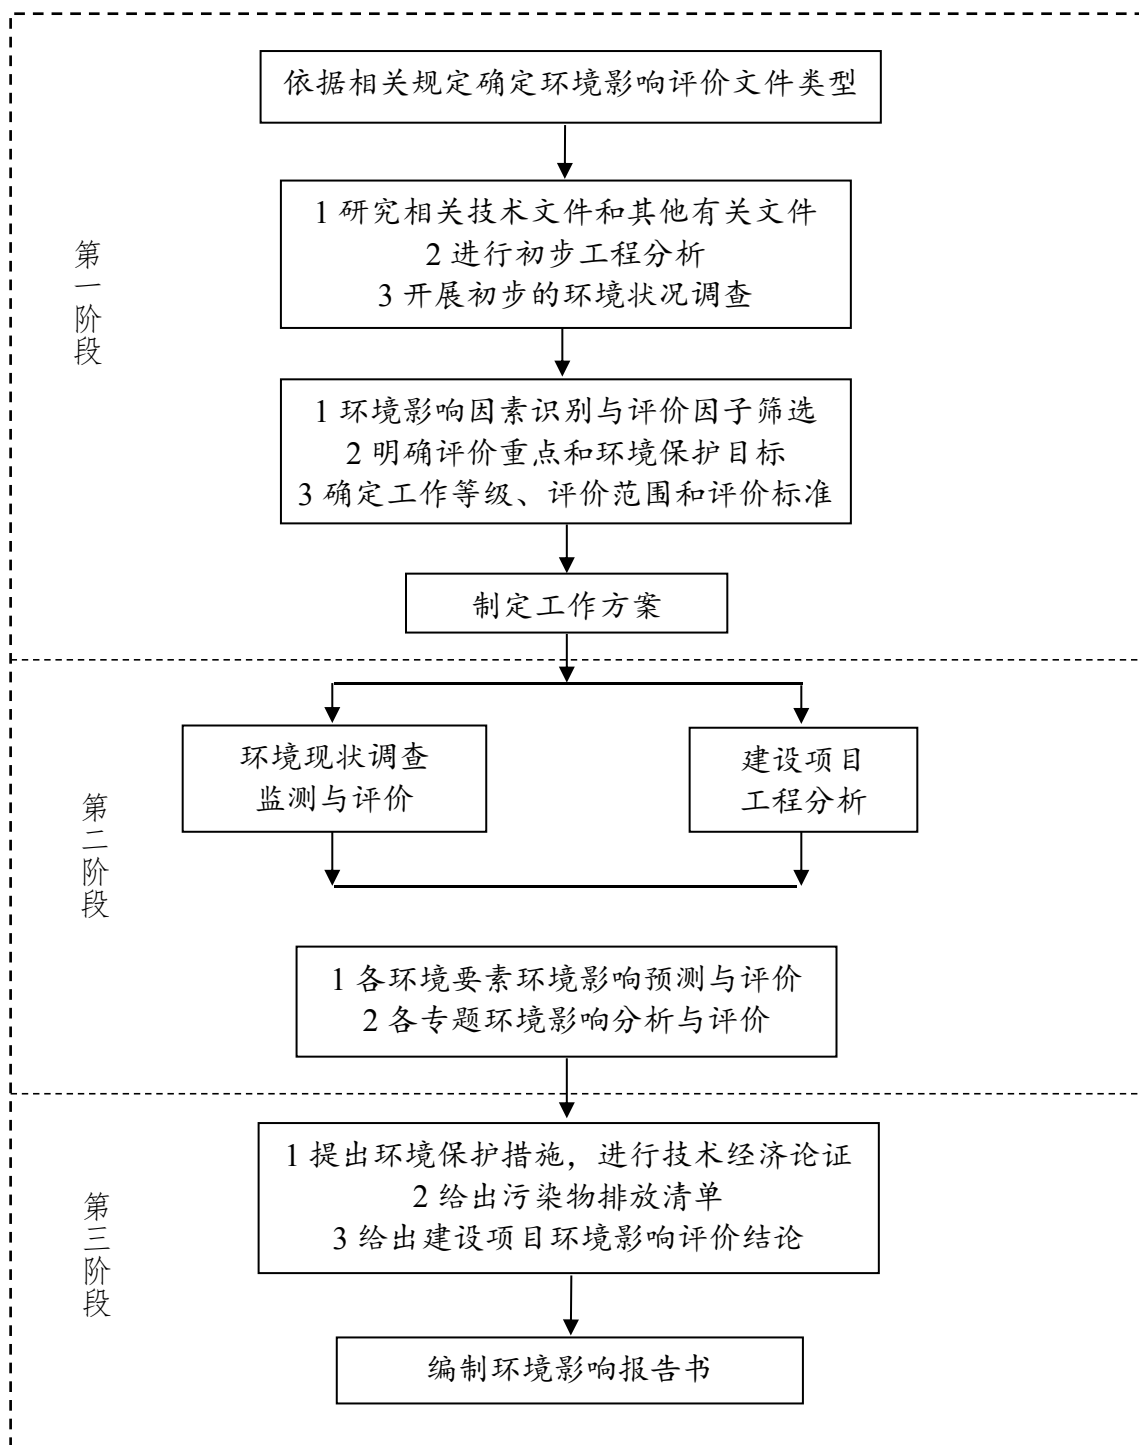 依据相关规定确定环境影响评价文件类型
第一阶段
1 研究相关技术文件和其他有关文件
2 进行初步工程分析
3 开展初步的环境状况调查
1 环境影响因素识别与评价因子筛选
2 明确评价重点和环境保护目标
3 确定工作等级、评价范围和评价标准
制定工作方案
第二阶段
环境现状调查
监测与评价
建设项目
工程分析
1 各环境要素环境影响预测与评价
2 各专题环境影响分析与评价
第三阶段
1 提出环境保护措施，进行技术经济论证
2 给出污染物排放清单
3 给出建设项目环境影响评价结论
编制环境影响报告书